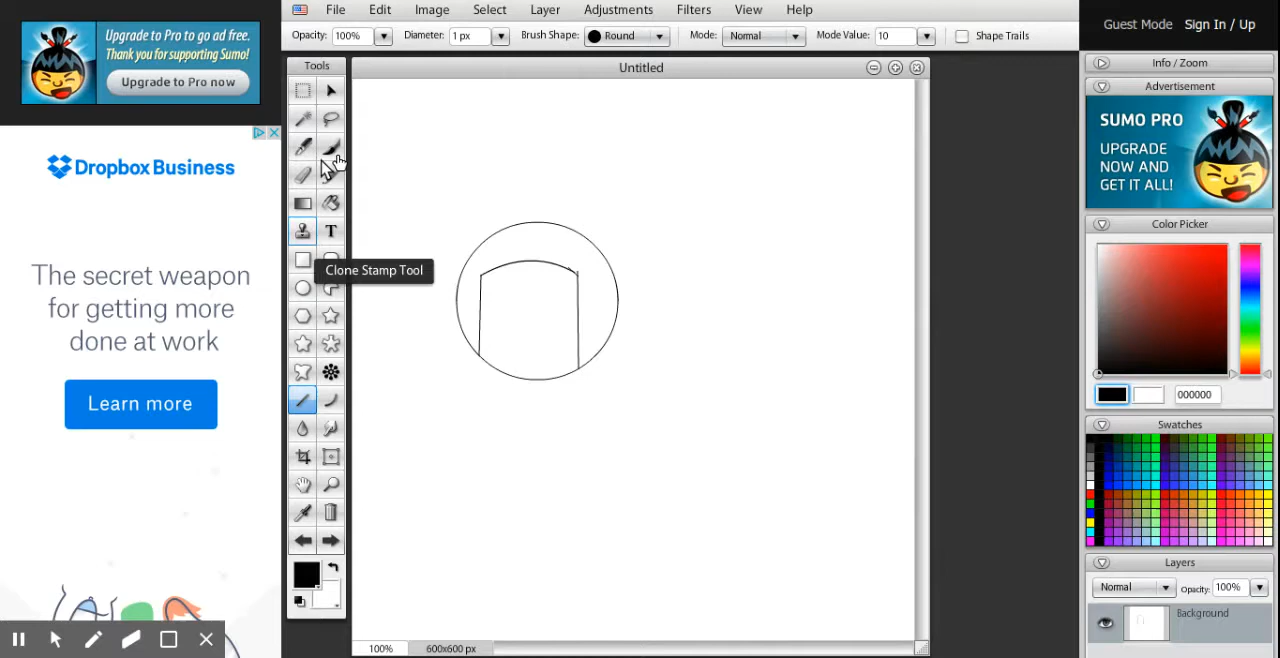 Upgrade to Pro to go ad free.
Thank you for supporting Sumo!
Upgrade to Pro now
Dropbox Business
The secret weapon
for getting more
done at work
Learn more
File Edit Image Select Layer Adjustments Filters View Help
Opacity: 100% Diameter: 1 px Brush Shape: Round Mode: Normal Mode Value: 10 Shape Trails
Tools
T
Clone Stamp Tool
Untitled
100% 600x600 px
Guest Mode Sign In / Up
Info / Zoom
Advertisement
SUMO PRO
UPGRADE
NOW AND
GET IT ALL!
Color Picker
000000
Swatches
Layers
Normal Opacity: 100%
Background